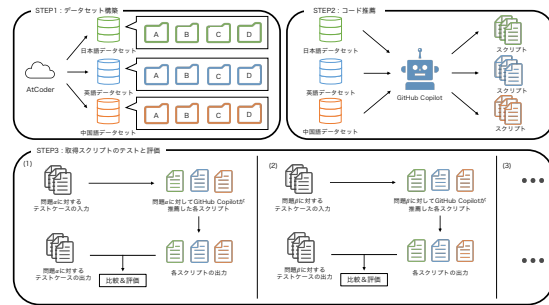 STEP1：データセット構築
日本語データセット
A
B
C
D
AtCoder
英語データセット
A
B
C
D
中国語データセット
A
B
C
D
STEP2：コード推薦
日本語データセット
英語データセット
中国語データセット
GitHub Copilot
スクリプト
スクリプト
スクリプト
STEP3：取得スクリプトのテストと評価
(1)
問題αに対する
テストケースの入力
問題αに対してGitHub Copilotが
推薦した各スクリプト
問題αに対する
テストケースの出力
各スクリプトの出力
比較＆評価
(2)
問題βに対する
テストケースの入力
問題βに対してGitHub Copilotが
推薦した各スクリプト
問題βに対する
テストケースの出力
各スクリプトの出力
比較＆評価
(3)